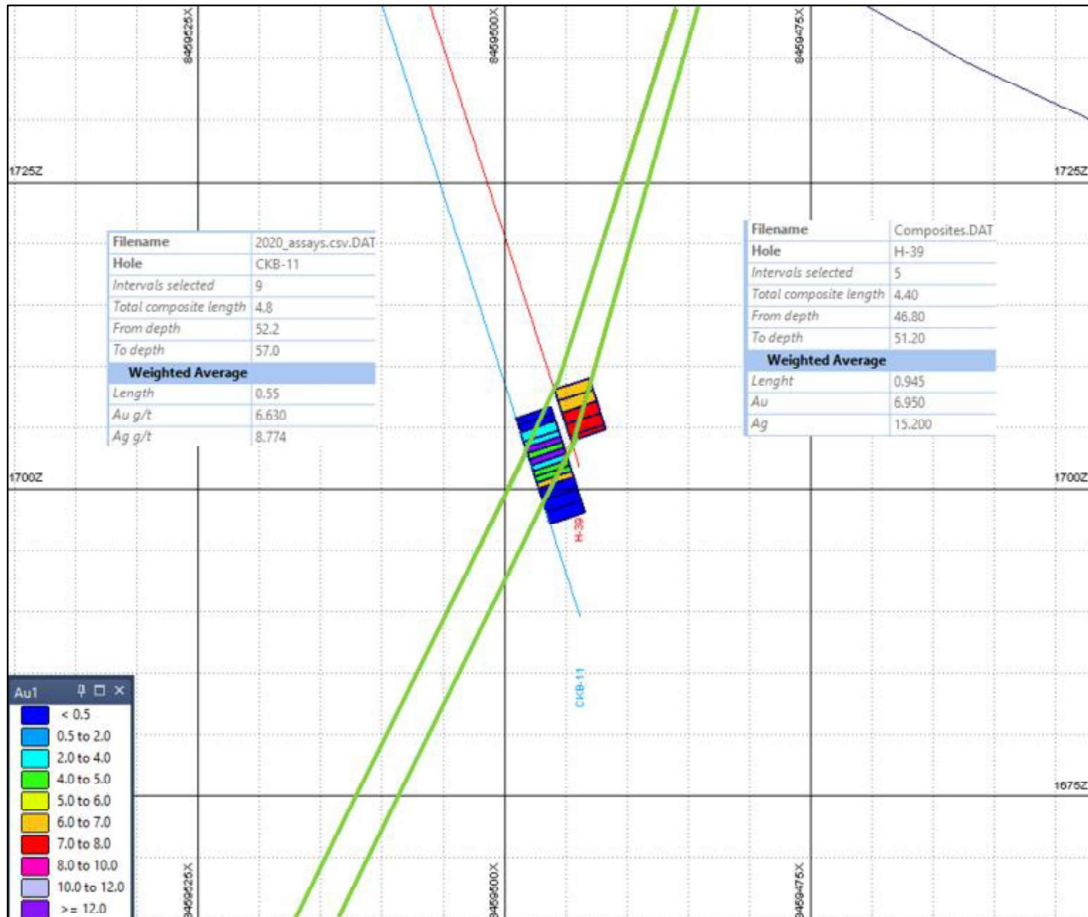 8459525X
8459500X
8459475X
1725Z
1725Z
Filename 2020_assays.csv.DAT
Hole CKB-11
Intervals selected 9
Total composite length 4.8
From depth 52.2
To depth 57.0
Weighted Average
Length 0.55
Au g/t 6.630
Ag g/t 8.774
Filename Composites.DAT
Hole H-39
Intervals selected 5
Total composite length 4.40
From depth 46.80
To depth 51.20
Weighted Average
Lenght 0.945
Au 6.950
Ag 15.200
1700Z
1700Z
H-39
CKB-11
1675Z
Au1
< 0.5
0.5 to 2.0
2.0 to 4.0
4.0 to 5.0
5.0 to 6.0
6.0 to 7.0
7.0 to 8.0
8.0 to 10.0
10.0 to 12.0
>= 12.0
8459525X
8459500X
8459475X